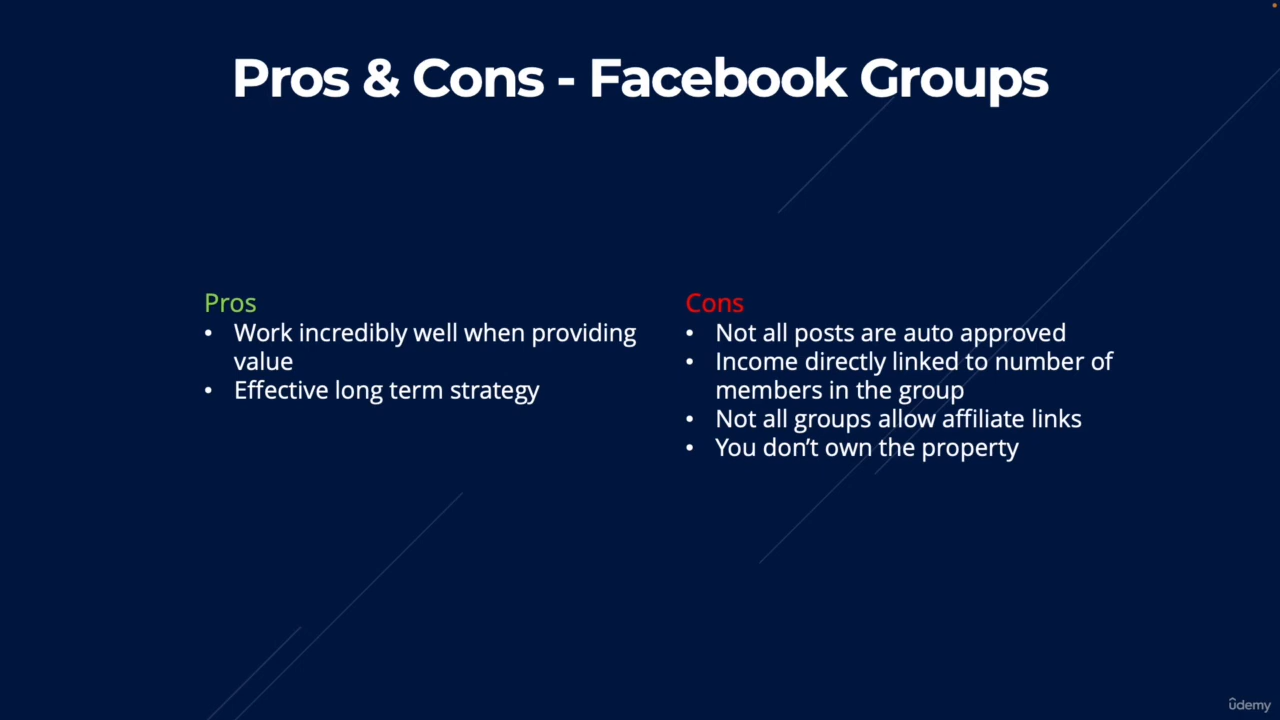 Pros & Cons - Facebook Groups
Pros
• Work incredibly well when providing
value
• Effective long term strategy
Cons
• Not all posts are auto approved
• Income directly linked to number of
members in the group
• Not all groups allow affiliate links
• You don’t own the property
ûdemy